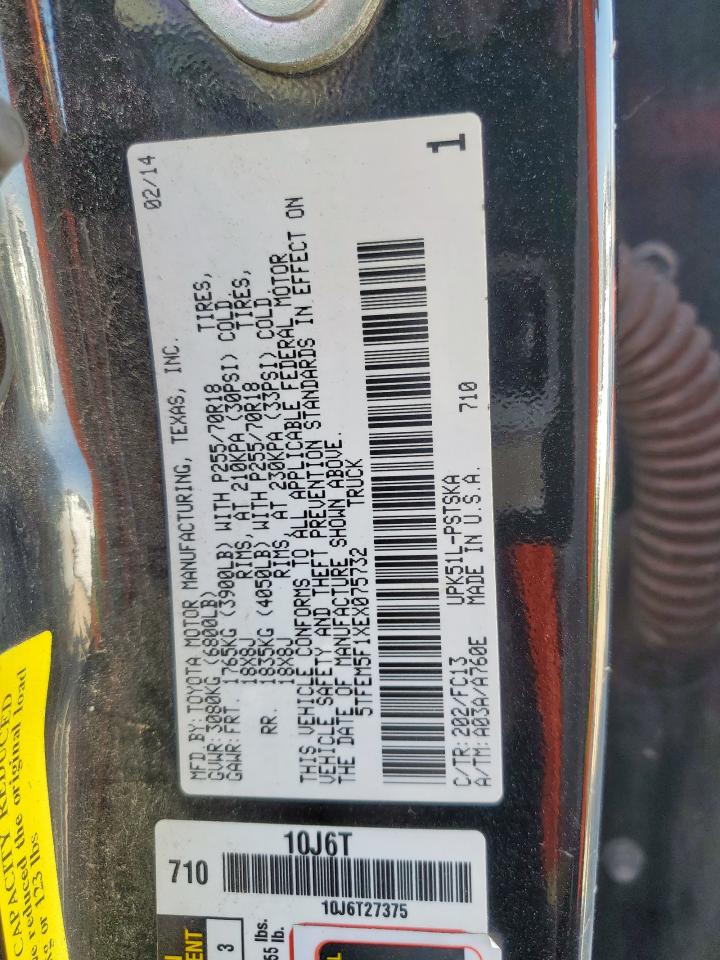 02/14
1
MFD BY: TOYOTA MOTOR MANUFACTURING, TEXAS, INC.
GVWR: 3080KG (6800LB)
GAWR: FRT. 1765KG (3900LB) WITH P255/70R18 TIRES,
18X8J RIMS, AT 210KPA (30PSI) COLD
RR. 1835KG (4050LB) WITH P255/70R18 TIRES,
18X8J RIMS, AT 230KPA (33PSI) COLD
THIS VEHICLE CONFORMS TO ALL APPLICABLE FEDERAL MOTOR
VEHICLE SAFETY AND THEFT PREVENTION STANDARDS IN EFFECT ON
THE DATE OF MANUFACTURE SHOWN ABOVE.
5TFEM5F1XEX075732 TRUCK
C/TR: 202/FC13 UPK51L-PSTSKA 710
A/TM: A03A/A760E MADE IN U.S.A.
710
10J6T
10J6T27375
CAPACITY REDUCED
reduced the original load
or 123 lbs
ENT
3
lbs.
lb.